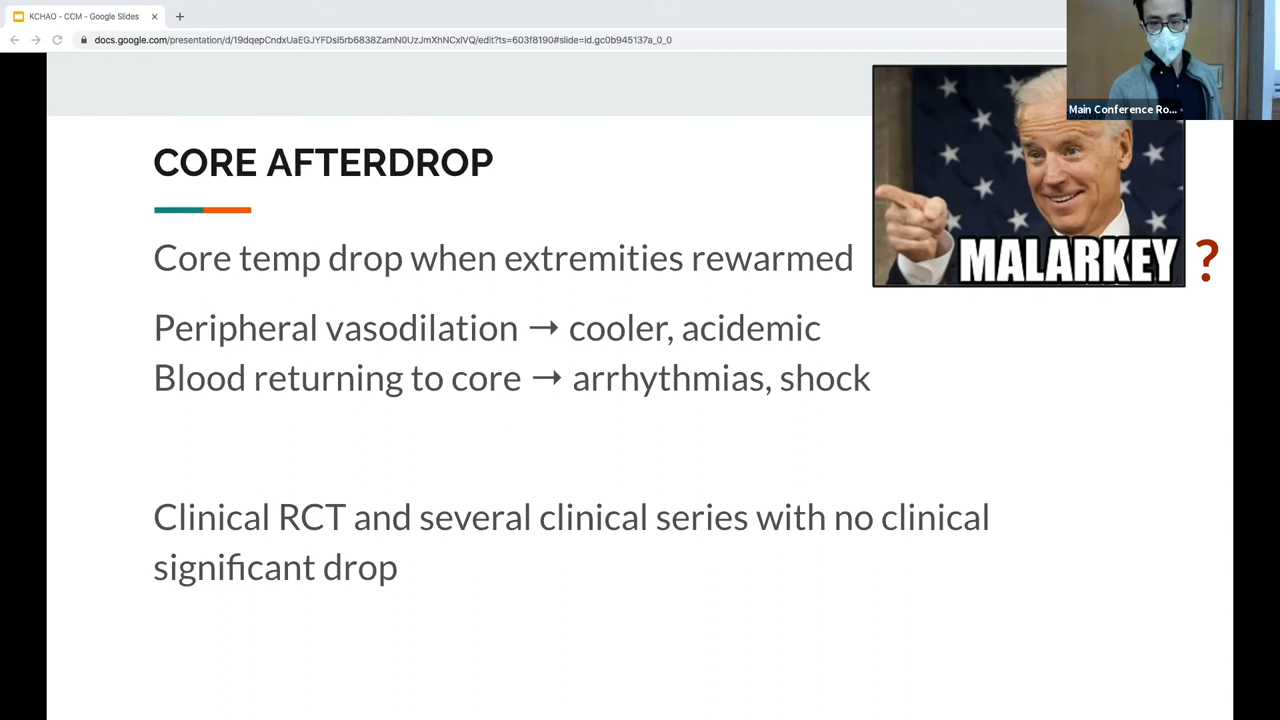 KCHAO - CCM - Google Slides
docs.google.com/presentation/d/19dqepCndxUaEGJYFDsl5rb6838ZamN0UzJmXhNCxlVQ/edit?ts=603f8190#slide=id.gc0b945137a_0_0
Main Conference Ro...
CORE AFTERDROP
MALARKEY ?
Core temp drop when extremities rewarmed
Peripheral vasodilation → cooler, acidemic
Blood returning to core → arrhythmias, shock
Clinical RCT and several clinical series with no clinical
significant drop